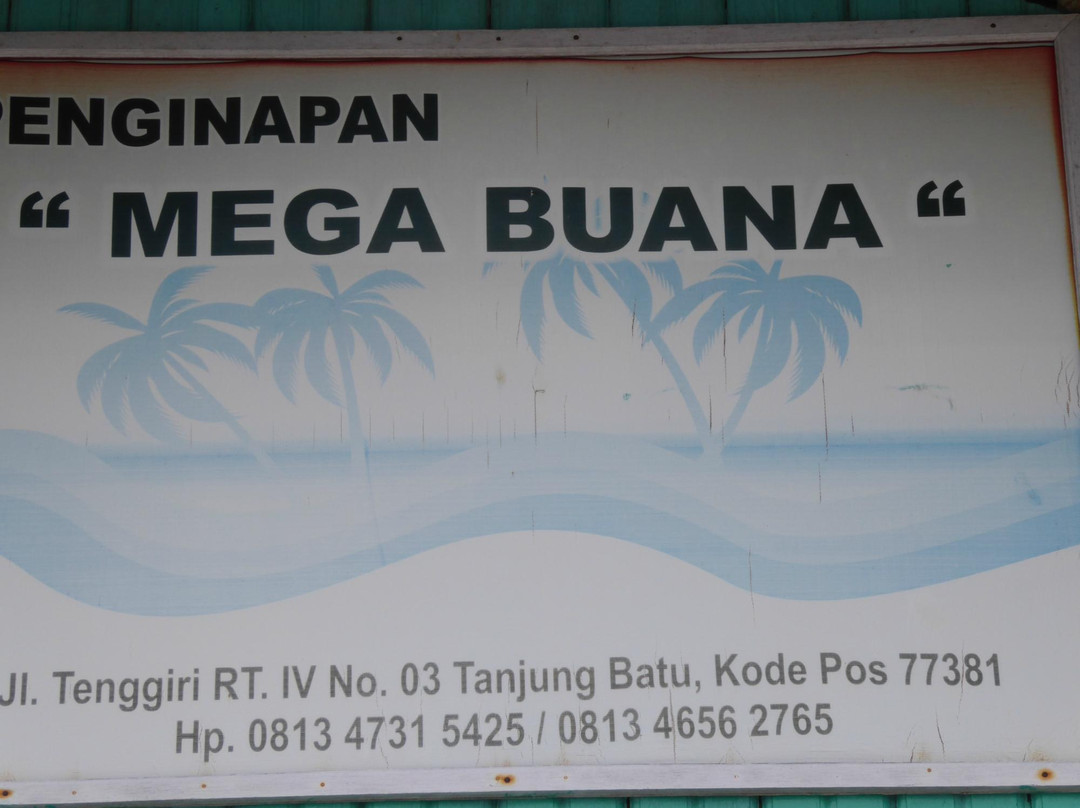 PENGINAPAN
“ MEGA BUANA “
Jl. Tenggiri RT. IV No. 03 Tanjung Batu, Kode Pos 77381
Hp. 0813 4731 5425 / 0813 4656 2765